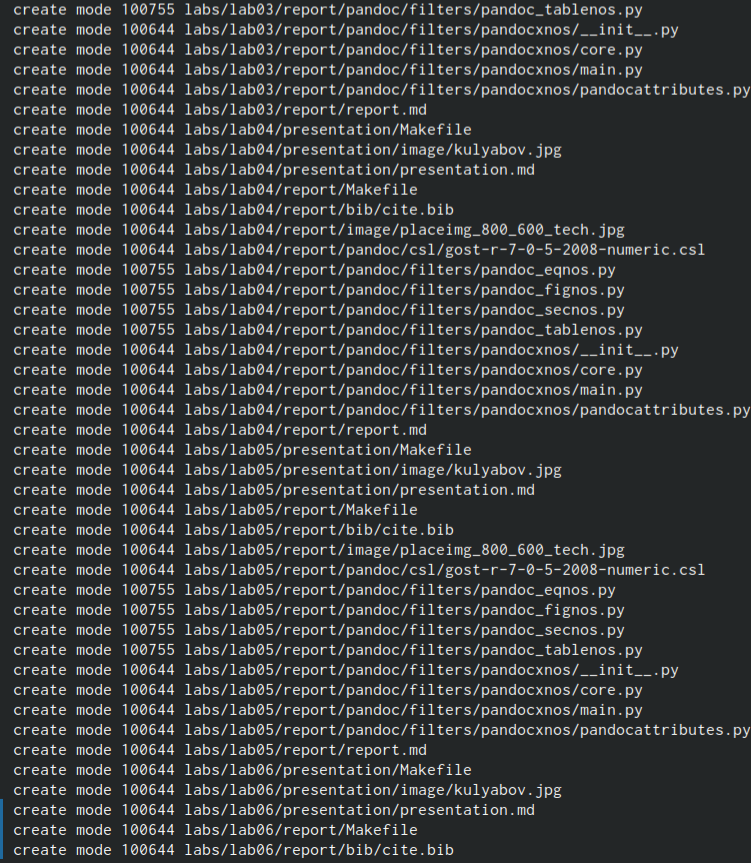 create mode 100755 labs/lab03/report/pandoc/filters/pandoc_tablenos.py
create mode 100644 labs/lab03/report/pandoc/filters/pandocxnos/__init__.py
create mode 100644 labs/lab03/report/pandoc/filters/pandocxnos/core.py
create mode 100644 labs/lab03/report/pandoc/filters/pandocxnos/main.py
create mode 100644 labs/lab03/report/pandoc/filters/pandocxnos/pandocattributes.py
create mode 100644 labs/lab03/report/report.md
create mode 100644 labs/lab04/presentation/Makefile
create mode 100644 labs/lab04/presentation/image/kulyabov.jpg
create mode 100644 labs/lab04/presentation/presentation.md
create mode 100644 labs/lab04/report/Makefile
create mode 100644 labs/lab04/report/bib/cite.bib
create mode 100644 labs/lab04/report/image/placeimg_800_600_tech.jpg
create mode 100644 labs/lab04/report/pandoc/csl/gost-r-7-0-5-2008-numeric.csl
create mode 100755 labs/lab04/report/pandoc/filters/pandoc_eqnos.py
create mode 100755 labs/lab04/report/pandoc/filters/pandoc_fignos.py
create mode 100755 labs/lab04/report/pandoc/filters/pandoc_secnos.py
create mode 100755 labs/lab04/report/pandoc/filters/pandoc_tablenos.py
create mode 100644 labs/lab04/report/pandoc/filters/pandocxnos/__init__.py
create mode 100644 labs/lab04/report/pandoc/filters/pandocxnos/core.py
create mode 100644 labs/lab04/report/pandoc/filters/pandocxnos/main.py
create mode 100644 labs/lab04/report/pandoc/filters/pandocxnos/pandocattributes.py
create mode 100644 labs/lab04/report/report.md
create mode 100644 labs/lab05/presentation/Makefile
create mode 100644 labs/lab05/presentation/image/kulyabov.jpg
create mode 100644 labs/lab05/presentation/presentation.md
create mode 100644 labs/lab05/report/Makefile
create mode 100644 labs/lab05/report/bib/cite.bib
create mode 100644 labs/lab05/report/image/placeimg_800_600_tech.jpg
create mode 100644 labs/lab05/report/pandoc/csl/gost-r-7-0-5-2008-numeric.csl
create mode 100755 labs/lab05/report/pandoc/filters/pandoc_eqnos.py
create mode 100755 labs/lab05/report/pandoc/filters/pandoc_fignos.py
create mode 100755 labs/lab05/report/pandoc/filters/pandoc_secnos.py
create mode 100755 labs/lab05/report/pandoc/filters/pandoc_tablenos.py
create mode 100644 labs/lab05/report/pandoc/filters/pandocxnos/__init__.py
create mode 100644 labs/lab05/report/pandoc/filters/pandocxnos/core.py
create mode 100644 labs/lab05/report/pandoc/filters/pandocxnos/main.py
create mode 100644 labs/lab05/report/pandoc/filters/pandocxnos/pandocattributes.py
create mode 100644 labs/lab05/report/report.md
create mode 100644 labs/lab06/presentation/Makefile
create mode 100644 labs/lab06/presentation/image/kulyabov.jpg
create mode 100644 labs/lab06/presentation/presentation.md
create mode 100644 labs/lab06/report/Makefile
create mode 100644 labs/lab06/report/bib/cite.bib